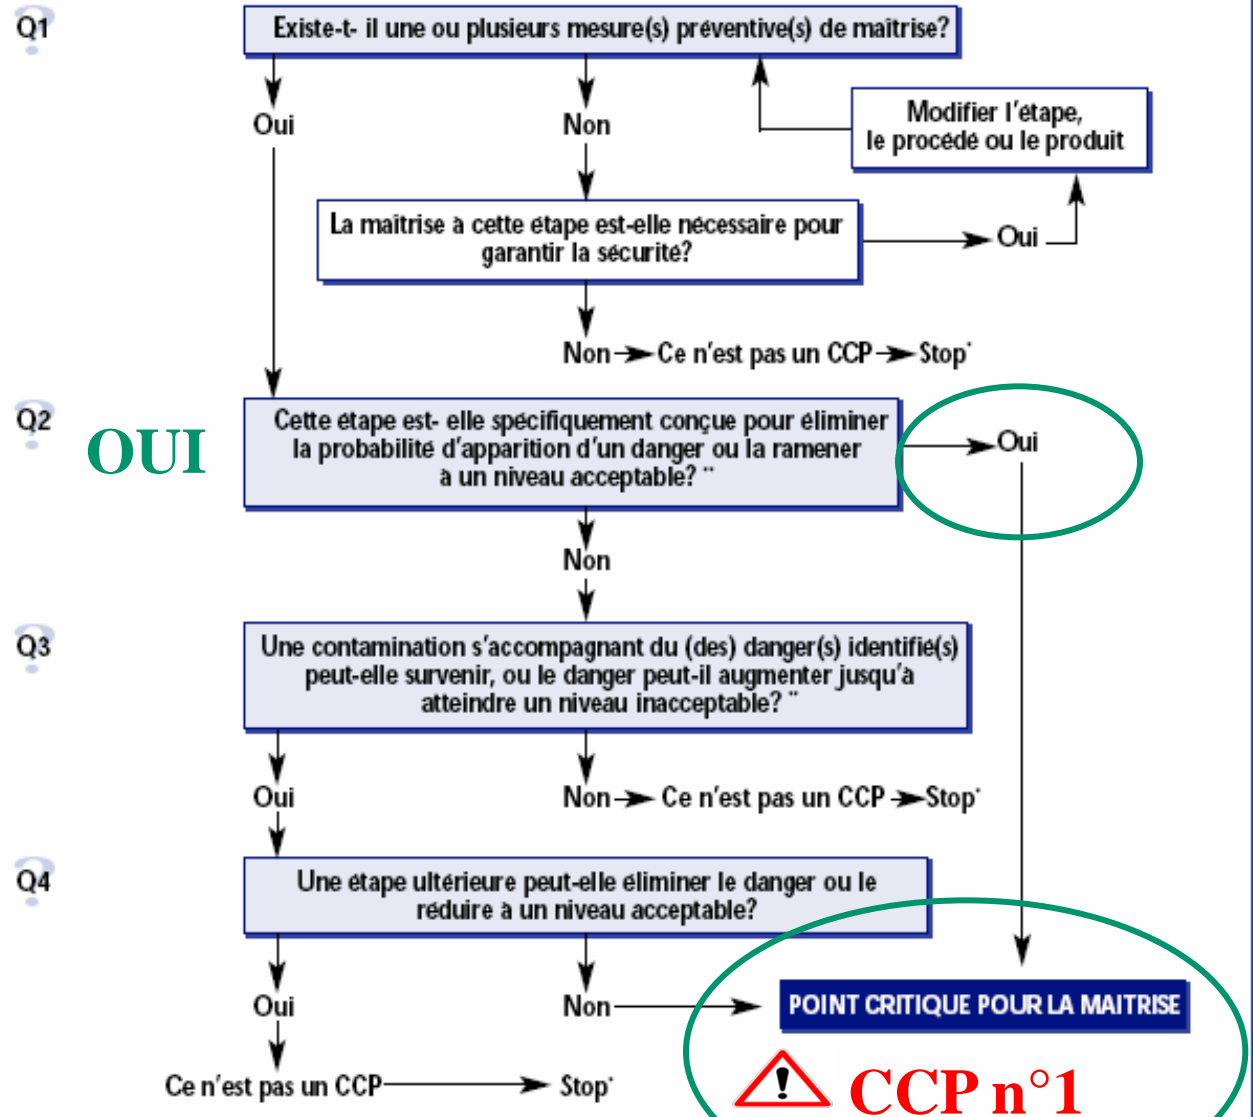 Q1
Existe-t- il une ou plusieurs mesure(s) préventive(s) de maîtrise?
Oui
Non
Modifier l'étape,
le procédé ou le produit
La maîtrise à cette étape est-elle nécessaire pour
garantir la sécurité?
Oui
Non
Ce n'est pas un CCP
Stop*
Q2
OUI
Cette étape est- elle spécifiquement conçue pour éliminer
la probabilité d'apparition d'un danger ou la ramener
à un niveau acceptable? **
Oui
Non
Q3
Une contamination s'accompagnant du (des) danger(s) identifié(s)
peut-elle survenir, ou le danger peut-il augmenter jusqu'à
atteindre un niveau inacceptable? **
Oui
Non
Ce n'est pas un CCP
Stop*
Q4
Une étape ultérieure peut-elle éliminer le danger ou le
réduire à un niveau acceptable?
Oui
Non
POINT CRITIQUE POUR LA MAITRISE
Ce n'est pas un CCP
Stop*
CCP n°1